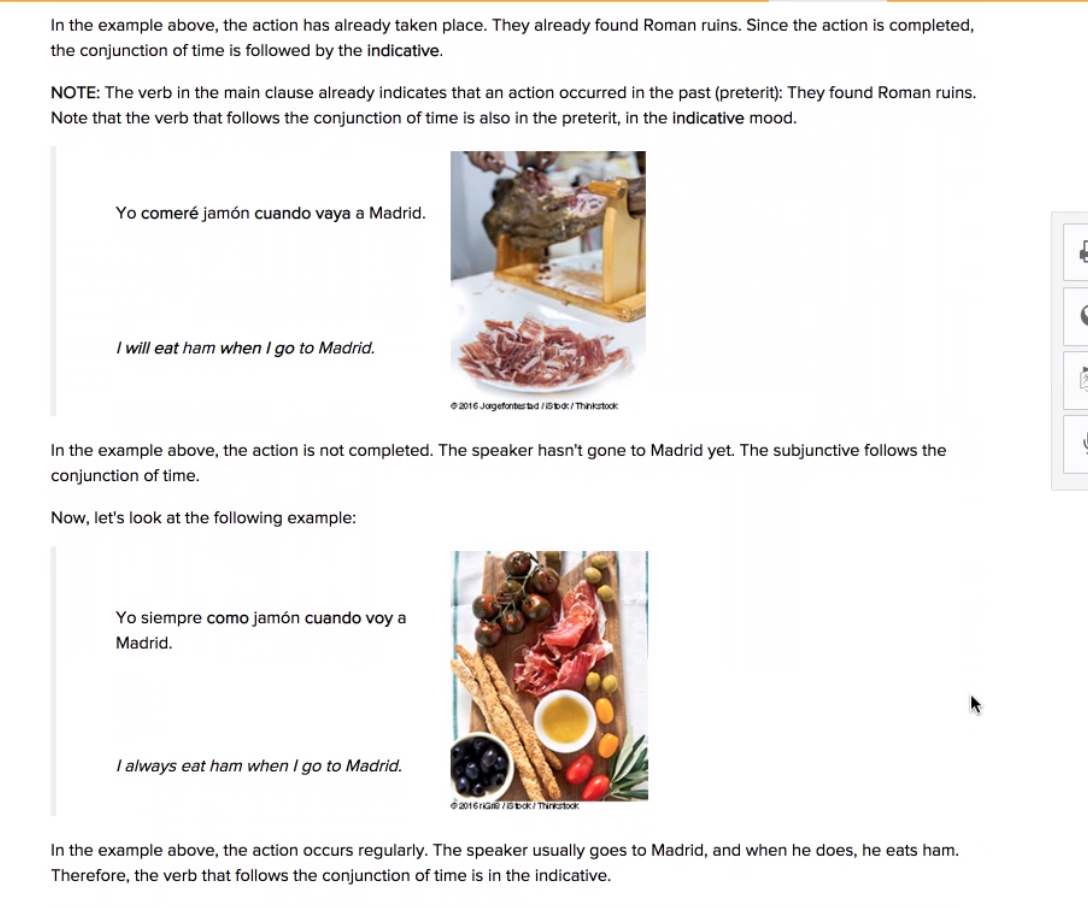 In the example above, the action has already taken place. They already found Roman ruins. Since the action is completed,
the conjunction of time is followed by the indicative.
NOTE: The verb in the main clause already indicates that an action occurred in the past (preterit): They found Roman ruins.
Note that the verb that follows the conjunction of time is also in the preterit, in the indicative mood.
Yo comeré jamón cuando vaya a Madrid.
I will eat ham when I go to Madrid.
© 2016 Jorgefontestad / iStock / Thinkstock
In the example above, the action is not completed. The speaker hasn't gone to Madrid yet. The subjunctive follows the
conjunction of time.
Now, let's look at the following example:
Yo siempre como jamón cuando voy a
Madrid.
I always eat ham when I go to Madrid.
© 2016 / iStock / Thinkstock
In the example above, the action occurs regularly. The speaker usually goes to Madrid, and when he does, he eats ham.
Therefore, the verb that follows the conjunction of time is in the indicative.